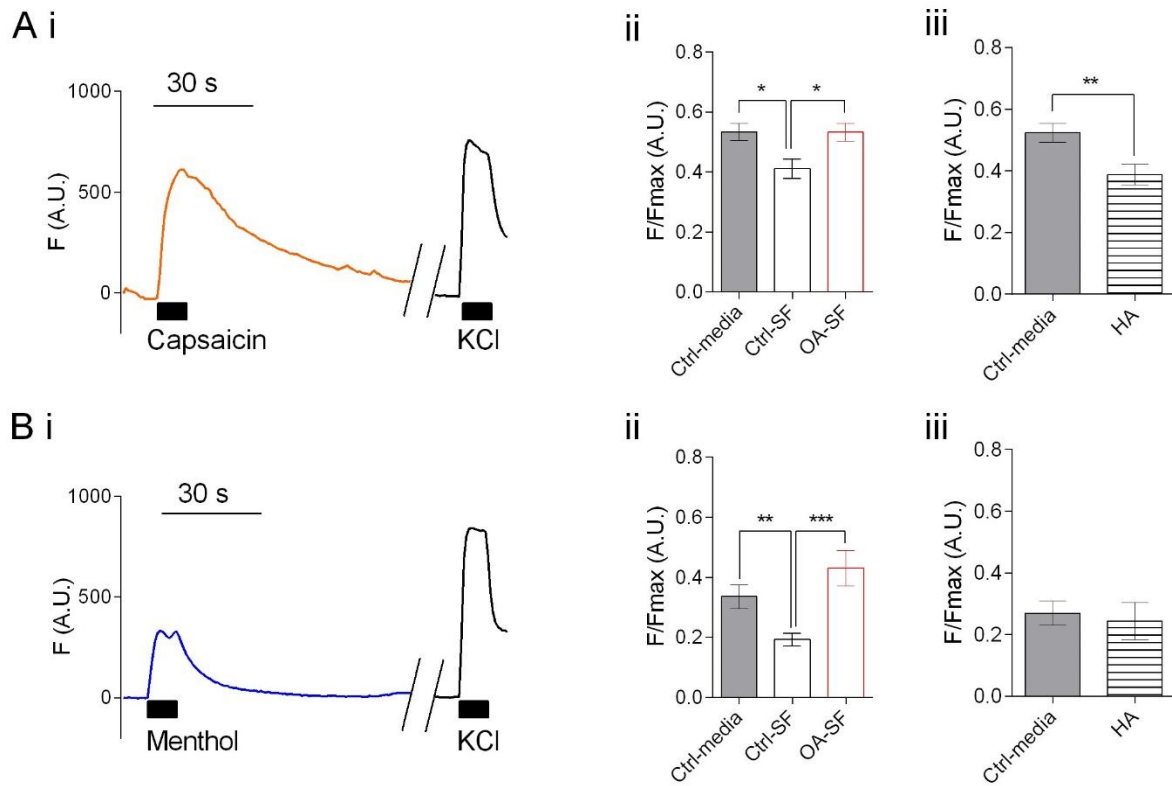 A i
30 s
1000
500
0
F (A.U.)
Capsaicin
KCl
ii
0.8
0.6
0.4
0.2
0.0
F/Fmax (A.U.)
*
*
Ctrl-media
Ctrl-SF
OA-SF
iii
0.8
0.6
0.4
0.2
0.0
F/Fmax (A.U.)
**
Ctrl-media
HA
B i
30 s
1000
500
0
F (A.U.)
Menthol
KCl
ii
0.8
0.6
0.4
0.2
0.0
F/Fmax (A.U.)
**
***
Ctrl-media
Ctrl-SF
OA-SF
iii
0.8
0.6
0.4
0.2
0.0
F/Fmax (A.U.)
Ctrl-media
HA